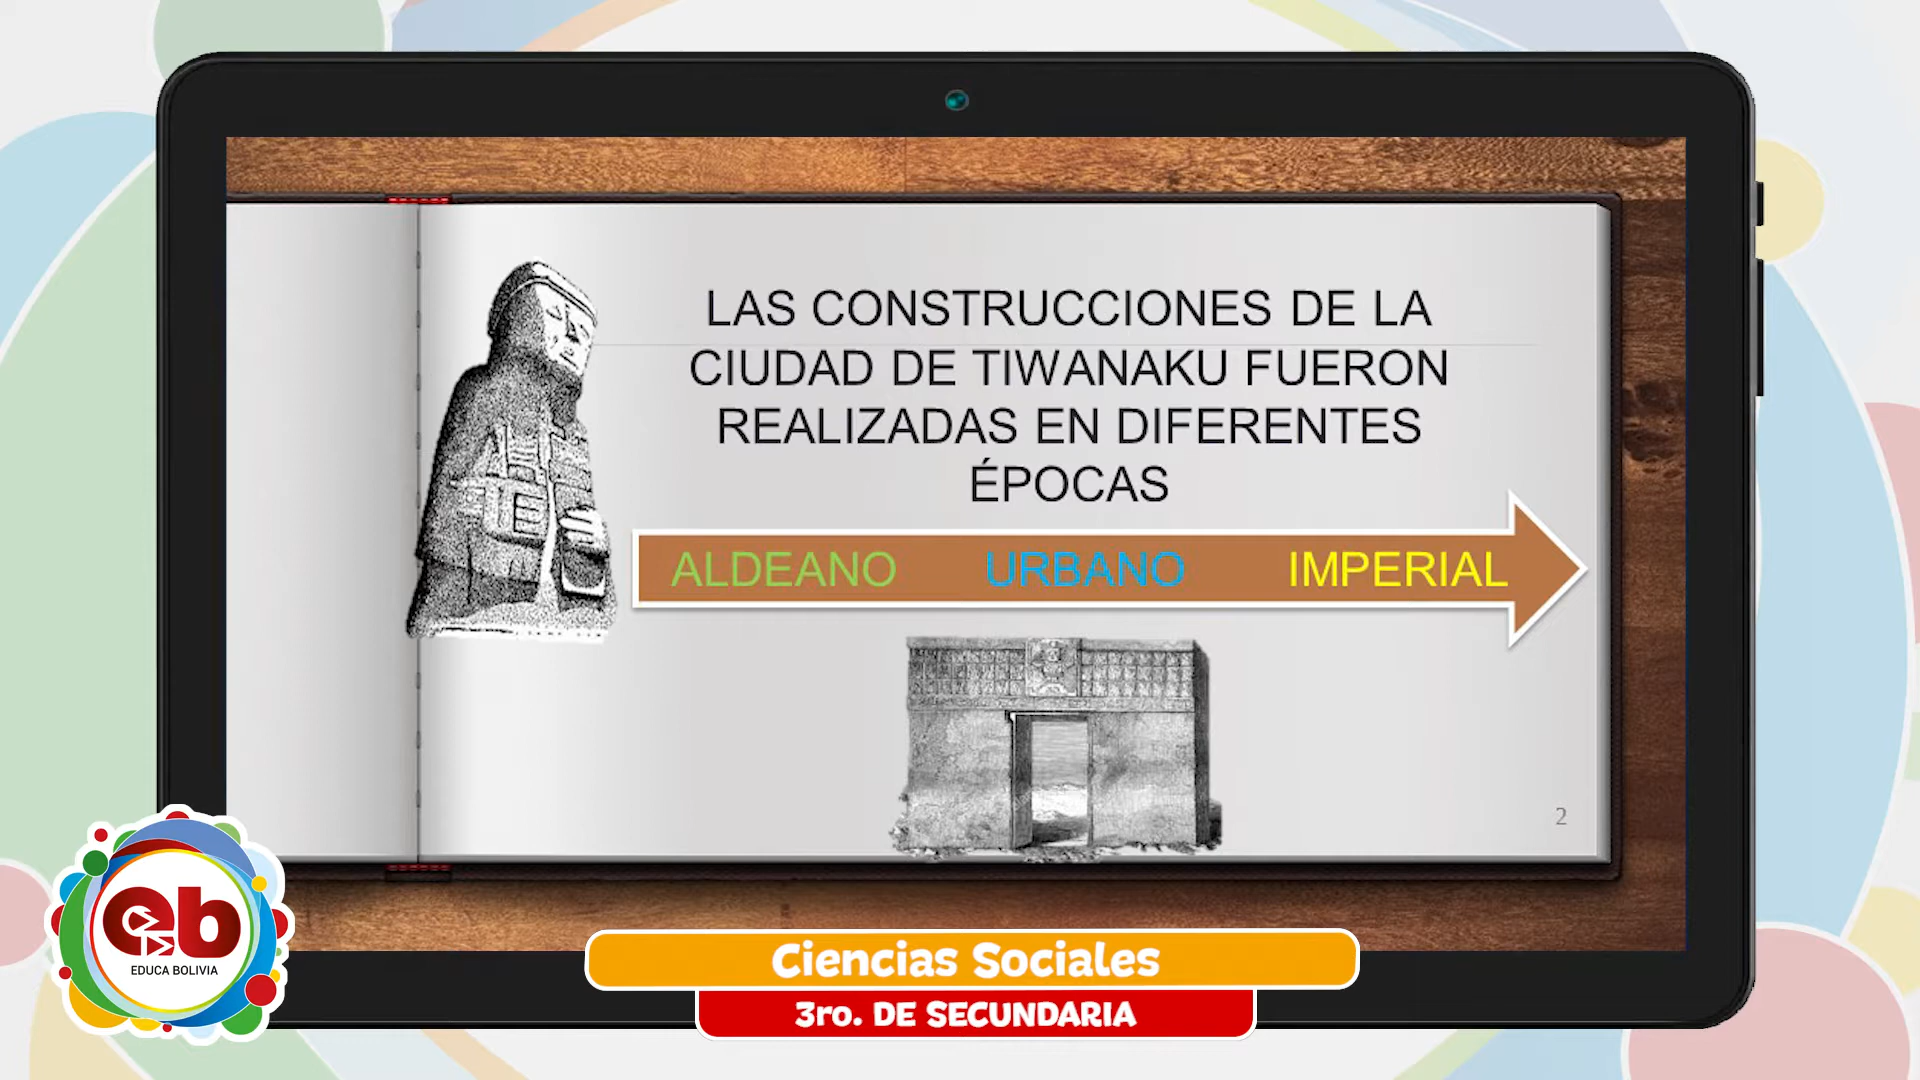 LAS CONSTRUCCIONES DE LA
CIUDAD DE TIWANAKU FUERON
REALIZADAS EN DIFERENTES
ÉPOCAS
ALDEANO URBANO IMPERIAL
2
eb
EDUCA BOLIVIA
Ciencias Sociales
3ro. DE SECUNDARIA